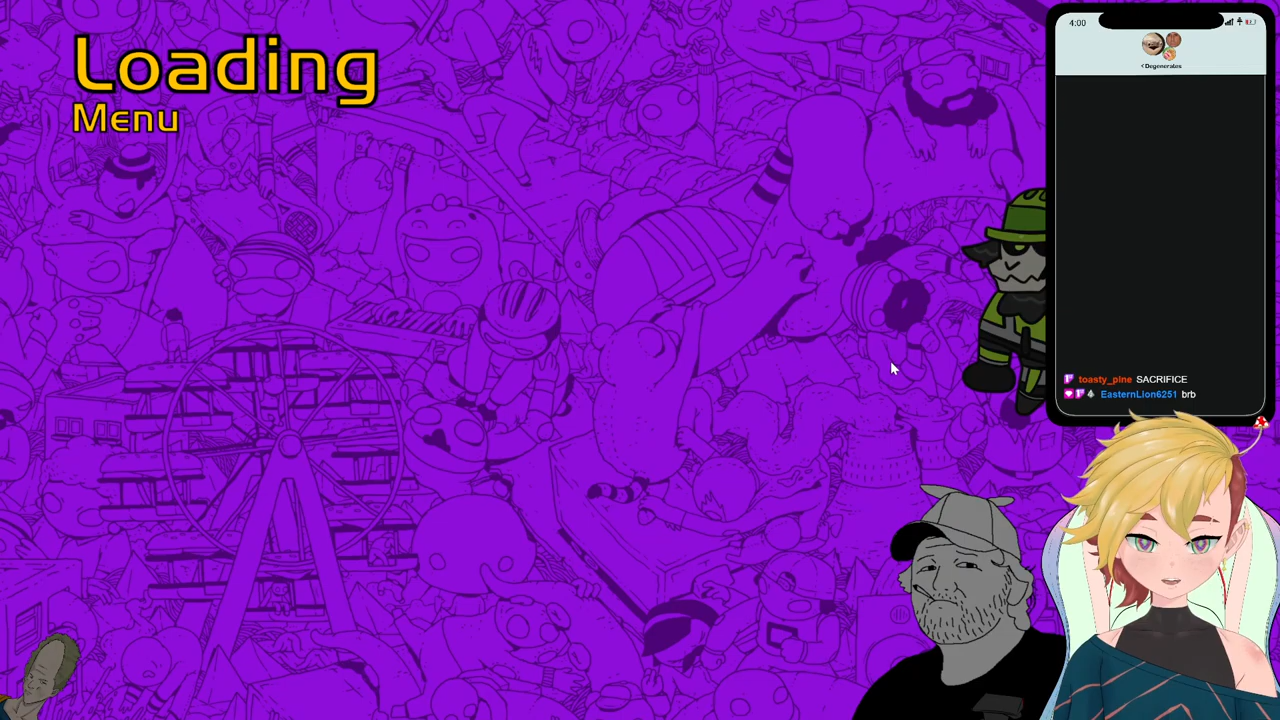 Loading
Menu
4:00
< Degenerates
toasty_pine SACRIFICE
EasternLion6251 brb